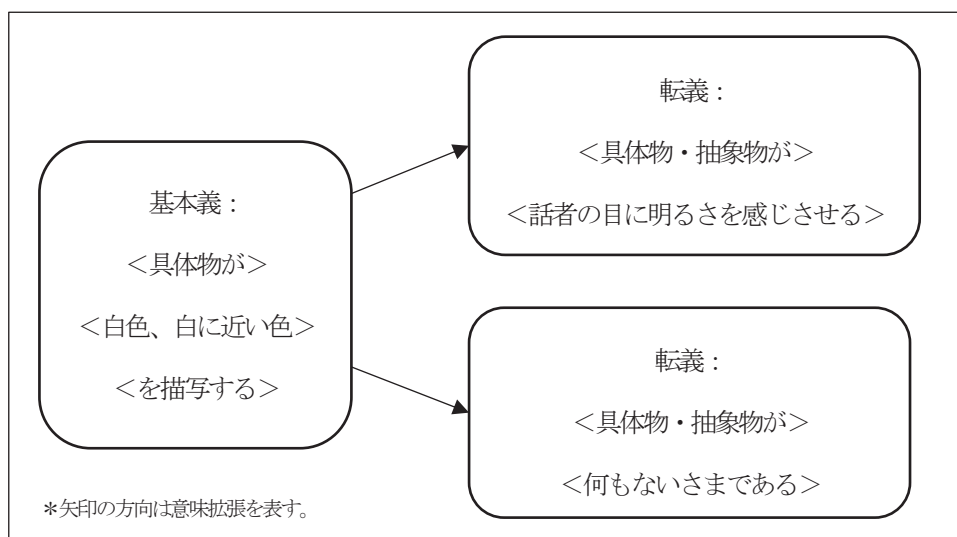 基本義：
＜具体物が＞
＜白色、白に近い色＞
＜を描写する＞
転義：
＜具体物・抽象物が＞
＜話者の目に明るさを感じさせる＞
転義：
＜具体物・抽象物が＞
＜何もないさまである＞
＊矢印の方向は意味拡張を表す。